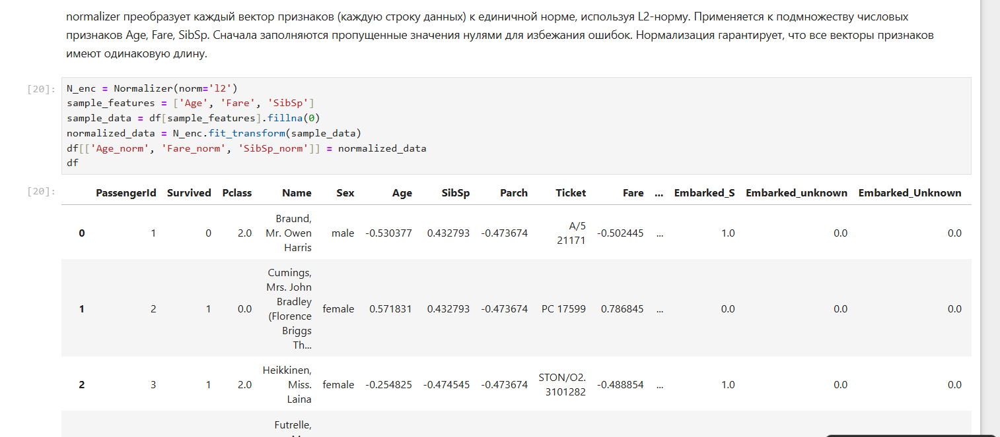 normalizer преобразует каждый вектор признаков (каждую строку данных) к единичной норме, используя L2-норму. Применяется к подмножеству числовых
признаков Age, Fare, SibSp. Сначала заполняются пропущенные значения нулями для избежания ошибок. Нормализация гарантирует, что все векторы признаков
имеют одинаковую длину.
[20]: N_enc = Normalizer(norm='l2')
sample_features = ['Age', 'Fare', 'SibSp']
sample_data = df[sample_features].fillna(0)
normalized_data = N_enc.fit_transform(sample_data)
df[['Age_norm', 'Fare_norm', 'SibSp_norm']] = normalized_data
df
[20]: PassengerId Survived Pclass Name Sex Age SibSp Parch Ticket Fare ... Embarked_S Embarked_unknown Embarked_Unknown
0 1 0 2.0 Braund, Mr. Owen Harris male -0.530377 0.432793 -0.473674 A/5 21171 -0.502445 ... 1.0 0.0 0.0
1 2 1 0.0 Cumings, Mrs. John Bradley (Florence Briggs Th... female 0.571831 0.432793 -0.473674 PC 17599 0.786845 ... 0.0 0.0 0.0
2 3 1 2.0 Heikkinen, Miss. Laina female -0.254825 -0.474545 -0.473674 STON/O2. 3101282 -0.488854 ... 1.0 0.0 0.0
Futrelle,